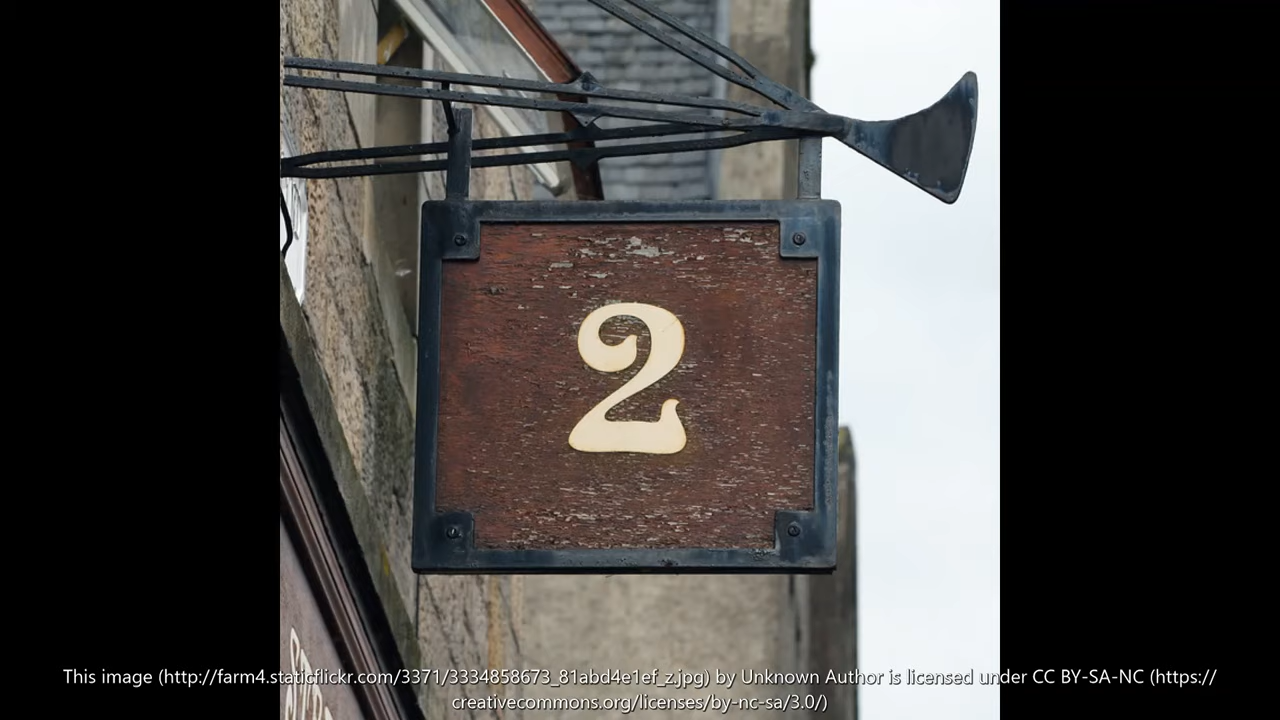 2
This image (http://farm4.staticflickr.com/3371/3334858673_81abd4e1ef_z.jpg) by Unknown Author is licensed under CC BY-SA-NC (https://
creativecommons.org/licenses/by-nc-sa/3.0/)